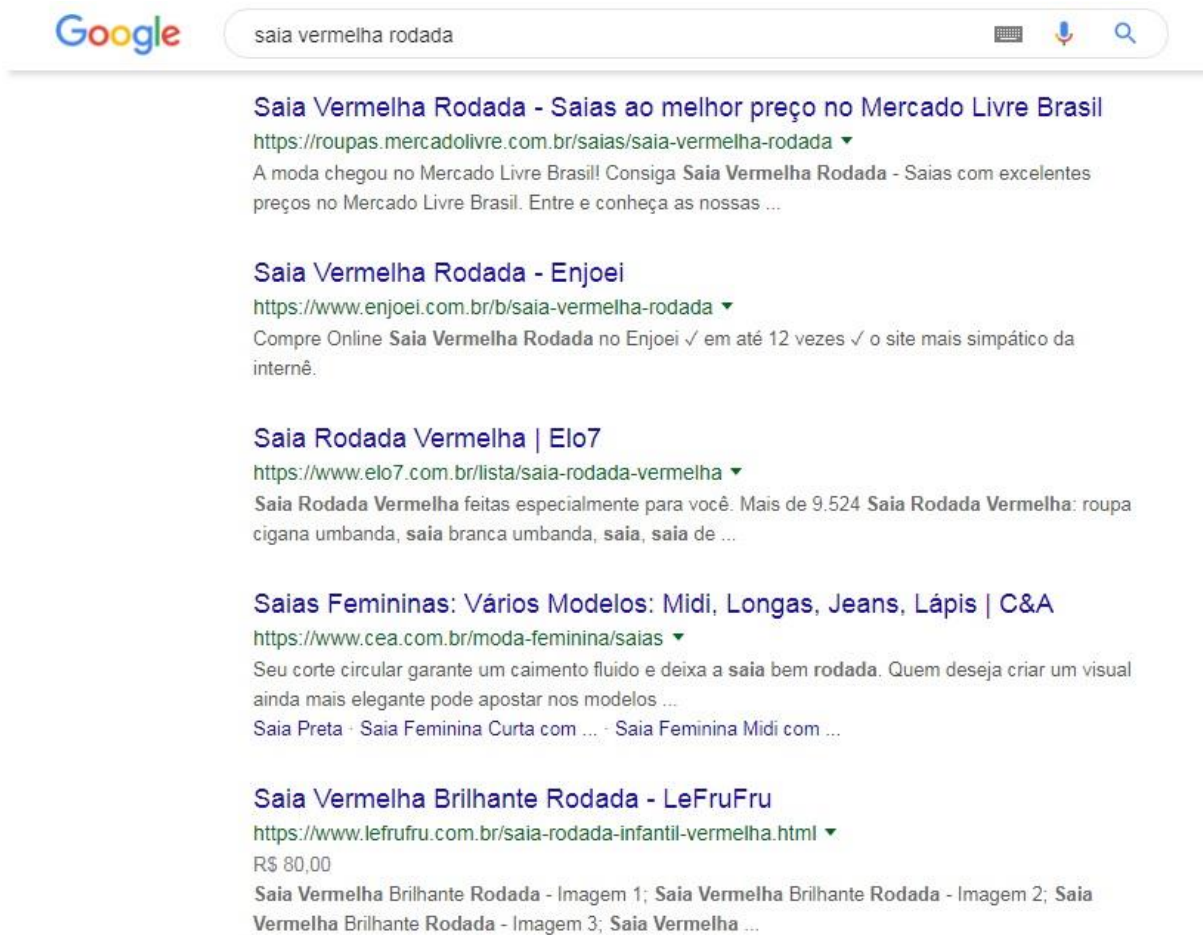 Google
saia vermelha rodada
Saia Vermelha Rodada - Saias ao melhor preço no Mercado Livre Brasil
https://roupas.mercadolivre.com.br/saias/saia-vermelha-rodada ▼
A moda chegou no Mercado Livre Brasil! Consiga Saia Vermelha Rodada - Saias com excelentes
preços no Mercado Livre Brasil. Entre e conheça as nossas ...
Saia Vermelha Rodada - Enjoei
https://www.enjoei.com.br/b/saia-vermelha-rodada ▼
Compre Online Saia Vermelha Rodada no Enjoei ✓ em até 12 vezes ✓ o site mais simpático da
internê.
Saia Rodada Vermelha | Elo7
https://www.elo7.com.br/lista/saia-rodada-vermelha ▼
Saia Rodada Vermelha feitas especialmente para você. Mais de 9.524 Saia Rodada Vermelha: roupa
cigana umbanda, saia branca umbanda, saia, saia de ...
Saias Femininas: Vários Modelos: Midi, Longas, Jeans, Lápis | C&A
https://www.cea.com.br/moda-feminina/saias ▼
Seu corte circular garante um caimento fluido e deixa a saia bem rodada. Quem deseja criar um visual
ainda mais elegante pode apostar nos modelos ...
Saia Preta · Saia Feminina Curta com ... · Saia Feminina Midi com ...
Saia Vermelha Brilhante Rodada - LeFruFru
https://www.lefrufru.com.br/saia-rodada-infantil-vermelha.html ▼
R$ 80,00
Saia Vermelha Brilhante Rodada - Imagem 1; Saia Vermelha Brilhante Rodada - Imagem 2; Saia
Vermelha Brilhante Rodada - Imagem 3; Saia Vermelha ...